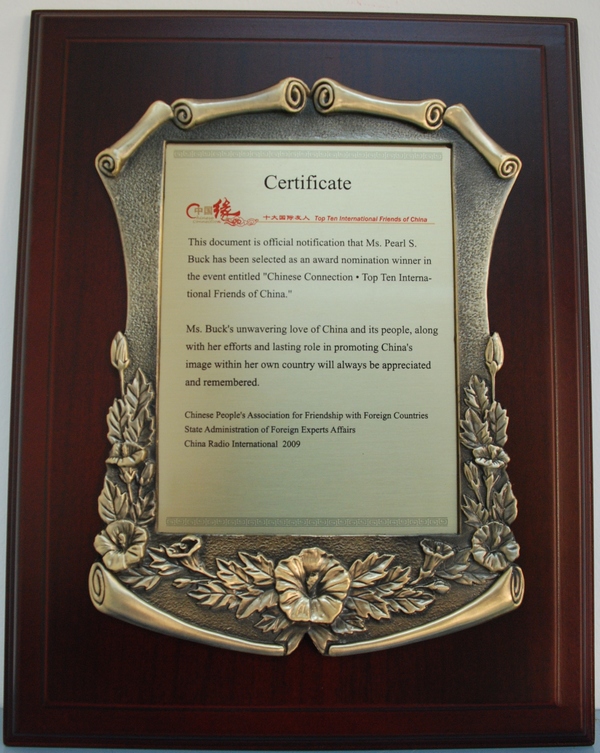 Certificate
中国缘 十大国际友人 Top Ten International Friends of China
This document is official notification that Ms. Pearl S.
Buck has been selected as an award nomination winner in
the event entitled "Chinese Connection • Top Ten Interna-
tional Friends of China."
Ms. Buck's unwavering love of China and its people, along
with her efforts and lasting role in promoting China's
image within her own country will always be appreciated
and remembered.
Chinese People's Association for Friendship with Foreign Countries
State Administration of Foreign Experts Affairs
China Radio International 2009